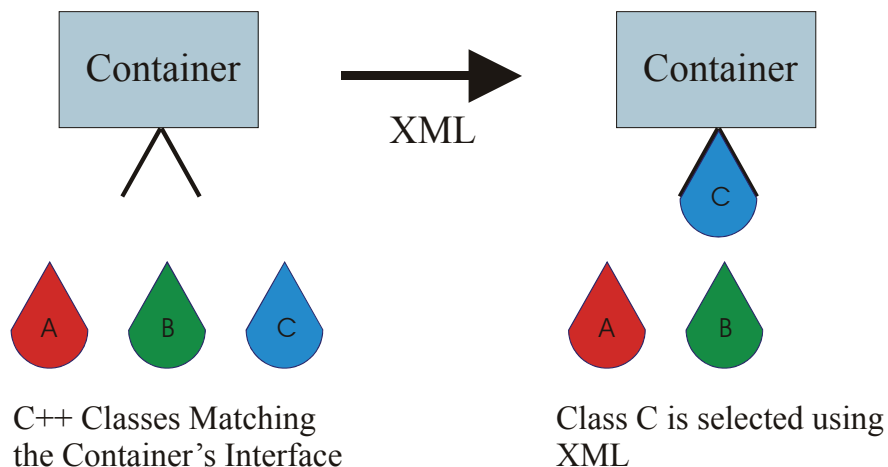 Container
XML
Container
C
A
B
C
A
B
C++ Classes Matching
the Container's Interface
Class C is selected using
XML